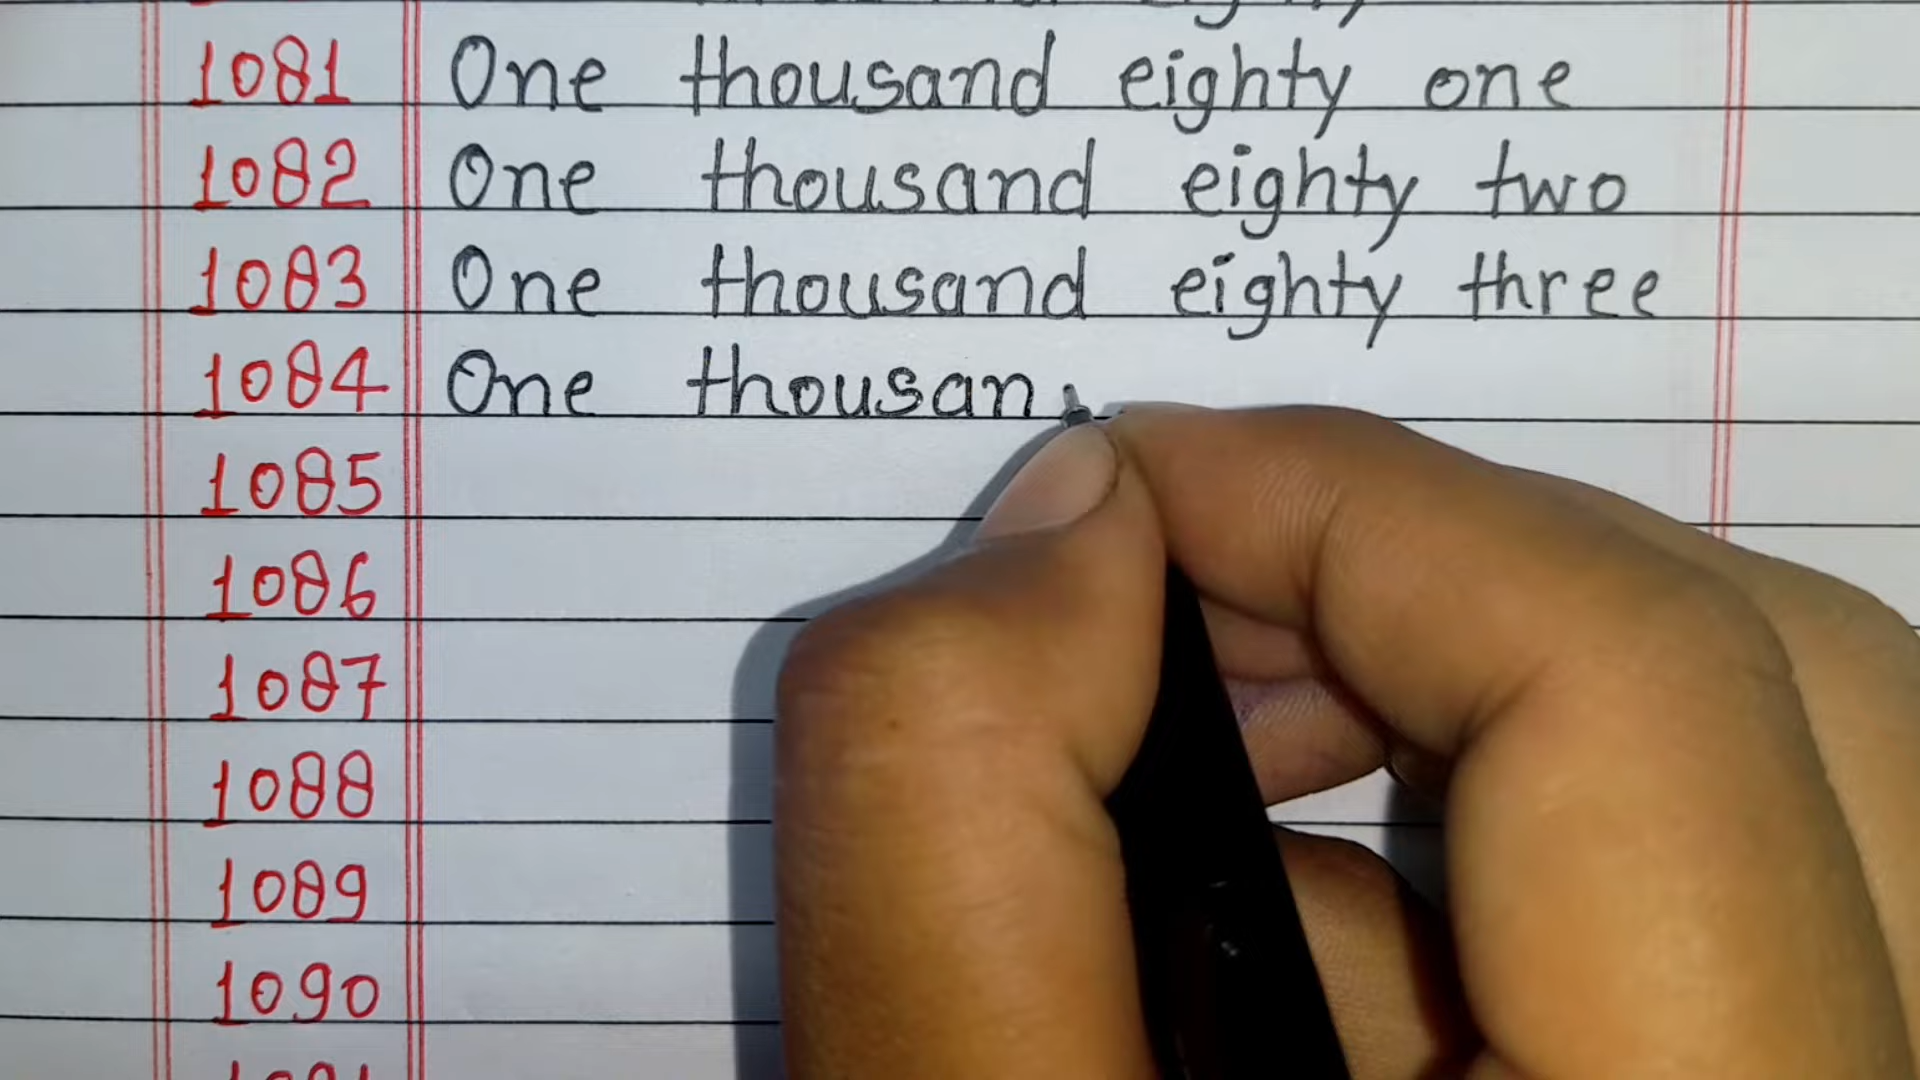 1081 One thousand eighty one
1082 One thousand eighty two
1083 One thousand eighty three
1084 One thousan
1085
1086
1087
1088
1089
1090